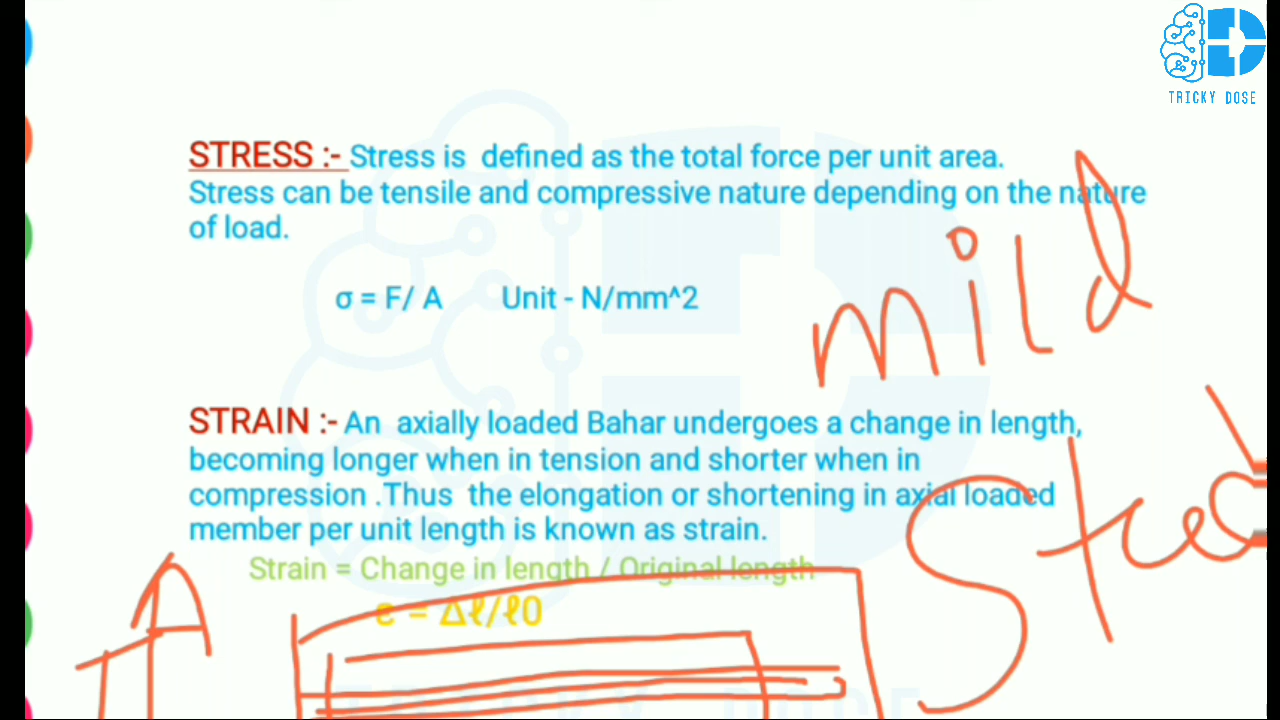 TRICKY DOSE
STRESS :- Stress is defined as the total force per unit area.
Stress can be tensile and compressive nature depending on the nature
of load.
σ = F/ A Unit - N/mm^2
mild
STRAIN :- An axially loaded Bahar undergoes a change in length,
becoming longer when in tension and shorter when in
compression .Thus the elongation or shortening in axial loaded
member per unit length is known as strain.
Steel
Strain = Change in length / Original length
e = Δℓ/ℓ0